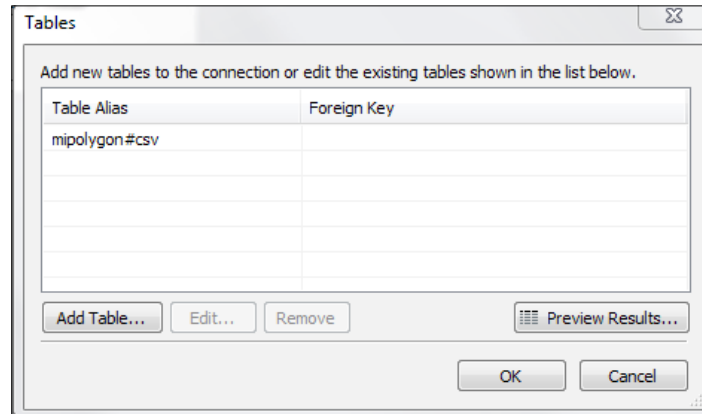 Tables
Add new tables to the connection or edit the existing tables shown in the list below.
Table Alias Foreign Key
mipolygon#csv
Add Table... Edit... Remove Preview Results...
OK Cancel